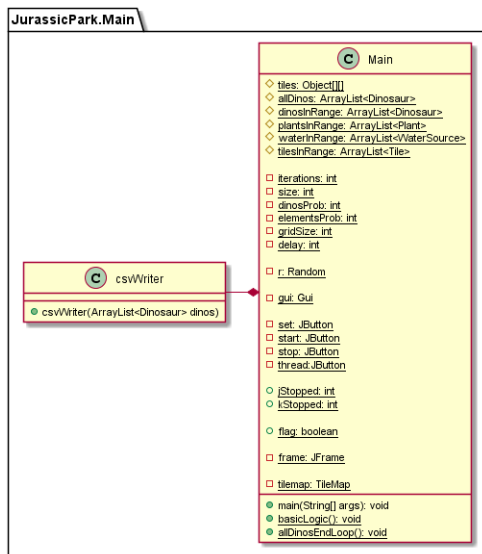 JurassicPark.Main
C Main
tiles: Object[][]
allDinos: ArrayList<Dinosaur>
dinosInRange: ArrayList<Dinosaur>
plantsInRange: ArrayList<Plant>
waterInRange: ArrayList<WaterSource>
tilesInRange: ArrayList<Tile>
iterations: int
size: int
dinosProb: int
elementsProb: int
gridSize: int
delay: int
r: Random
gui: Gui
set: JButton
start: JButton
stop: JButton
thread:JButton
jStopped: int
kStopped: int
flag: boolean
frame: JFrame
tilemap: TileMap
main(String[] args): void
basicLogic(): void
allDinosEndLoop(): void
C csvWriter
csvWriter(ArrayList<Dinosaur> dinos)